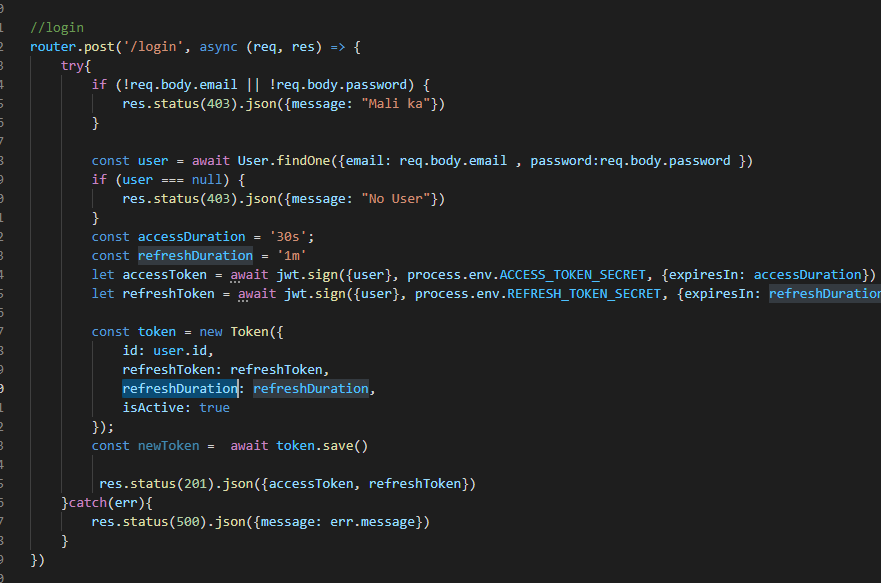 //login
router.post('/login', async (req, res) => {
try{
if (!req.body.email || !req.body.password) {
res.status(403).json({message: "Mali ka"})
}
const user = await User.findOne({email: req.body.email , password:req.body.password })
if (user === null) {
res.status(403).json({message: "No User"})
}
const accessDuration = '30s';
const refreshDuration = '1m'
let accessToken = await jwt.sign({user}, process.env.ACCESS_TOKEN_SECRET, {expiresIn: accessDuration})
let refreshToken = await jwt.sign({user}, process.env.REFRESH_TOKEN_SECRET, {expiresIn: refreshDuration
const token = new Token({
id: user.id,
refreshToken: refreshToken,
refreshDuration: refreshDuration,
isActive: true
});
const newToken =  await token.save()
res.status(201).json({accessToken, refreshToken})
}catch(err){
res.status(500).json({message: err.message})
}
})